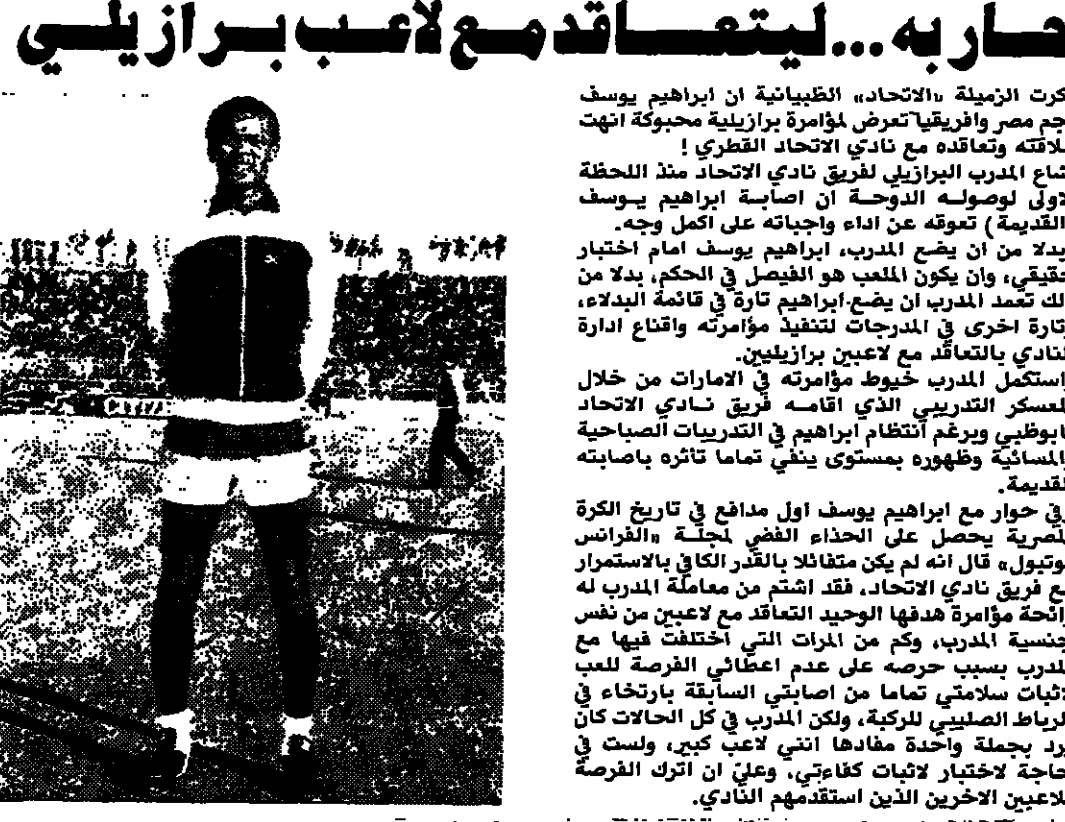 حاربه...ليتعاقد مع لاعب برازيلي
كرت الزميلة «الاتحاد» الظبيانية ان ابراهيم يوسف
جم مصر وافريقيا تعرض لمؤامرة برازيلية محبوكة انهت
لاقته وتعاقده مع نادي الاتحاد القطري !
شاع المدرب البرازيلي لفريق نادي الاتحاد منذ اللحظة
لاولى لوصوله الدوحة ان اصابة ابراهيم يوسف
القديمة) تعوقه عن اداء واجباته على اكمل وجه.
بدلا من ان يضع المدرب، ابراهيم يوسف امام اختبار
حقيقي، وان يكون الملعب هو الفيصل في الحكم، بدلا من
لك تعمد المدرب ان يضع ابراهيم تارة في قائمة البدلاء،
تارة اخرى في المدرجات لتنفيذ مؤامرته واقناع ادارة
لنادي بالتعاقد مع لاعبين برازيليين.
استكمل المدرب خيوط مؤامرته في الامارات من خلال
لمعسكر التدريبي الذي اقامه فريق نادي الاتحاد
ابوظبي وبرغم انتظام ابراهيم في التدريبات الصباحية
المسائية وظهوره بمستوى ينفي تماما تاثره باصابته
لقديمة.
في حوار مع ابراهيم يوسف اول مدافع في تاريخ الكرة
لمصرية يحصل على الحذاء الفضي لمجلة «الفرانس
وتبول» قال انه لم يكن متفائلا بالقدر الكافي بالاستمرار
ع فريق نادي الاتحاد، فقد اشتم من معاملة المدرب له
ائحة مؤامرة هدفها الوحيد التعاقد مع لاعبين من نفس
جنسية المدرب، وكم من المرات التي اختلفت فيها مع
لمدرب بسبب حرصه على عدم اعطائي الفرصة للعب
اثبات سلامتي تماما من اصابتي السابقة بارتخاء في
لرباط الصليبي للركبة، ولكن المدرب في كل الحالات كان
رد بجملة واحدة مفادها انني لاعب كبير، ولست في
حاجة لاختبار لاثبات كفاءتي، وعلي ان اترك الفرصة
لاعبين الاخرين الذين استقدمهم النادي.